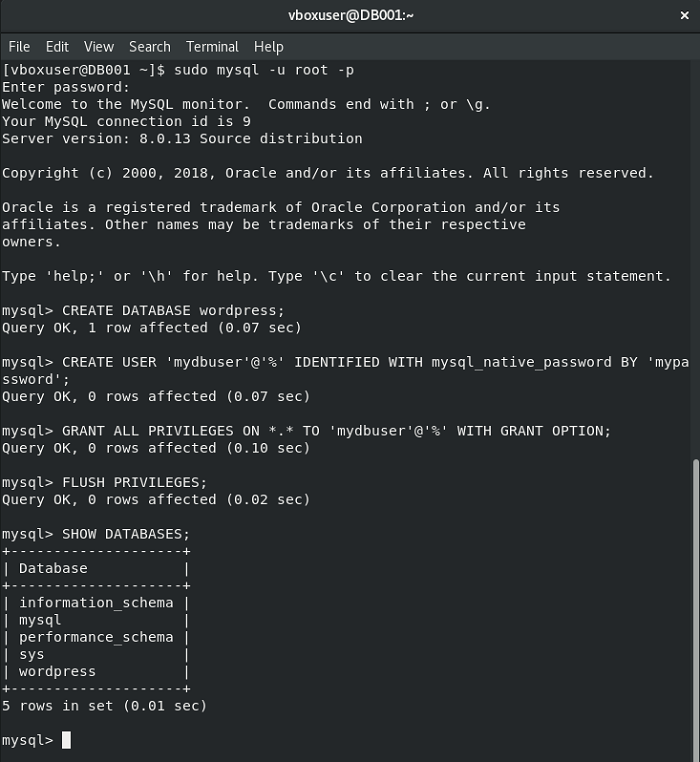 vboxuser@DB001:~
×
File Edit View Search Terminal Help
[vboxuser@DB001 ~]$ sudo mysql -u root -p
Enter password:
Welcome to the MySQL monitor.  Commands end with ; or \g.
Your MySQL connection id is 9
Server version: 8.0.13 Source distribution

Copyright (c) 2000, 2018, Oracle and/or its affiliates. All rights reserved.

Oracle is a registered trademark of Oracle Corporation and/or its
affiliates. Other names may be trademarks of their respective
owners.

Type 'help;' or '\h' for help. Type '\c' to clear the current input statement.

mysql> CREATE DATABASE wordpress;
Query OK, 1 row affected (0.07 sec)

mysql> CREATE USER 'mydbuser'@'%' IDENTIFIED WITH mysql_native_password BY 'mypa
ssword';
Query OK, 0 rows affected (0.07 sec)

mysql> GRANT ALL PRIVILEGES ON *.* TO 'mydbuser'@'%' WITH GRANT OPTION;
Query OK, 0 rows affected (0.10 sec)

mysql> FLUSH PRIVILEGES;
Query OK, 0 rows affected (0.02 sec)

mysql> SHOW DATABASES;
+--------------------+
| Database           |
+--------------------+
| information_schema |
| mysql              |
| performance_schema |
| sys                |
| wordpress          |
+--------------------+
5 rows in set (0.01 sec)

mysql>